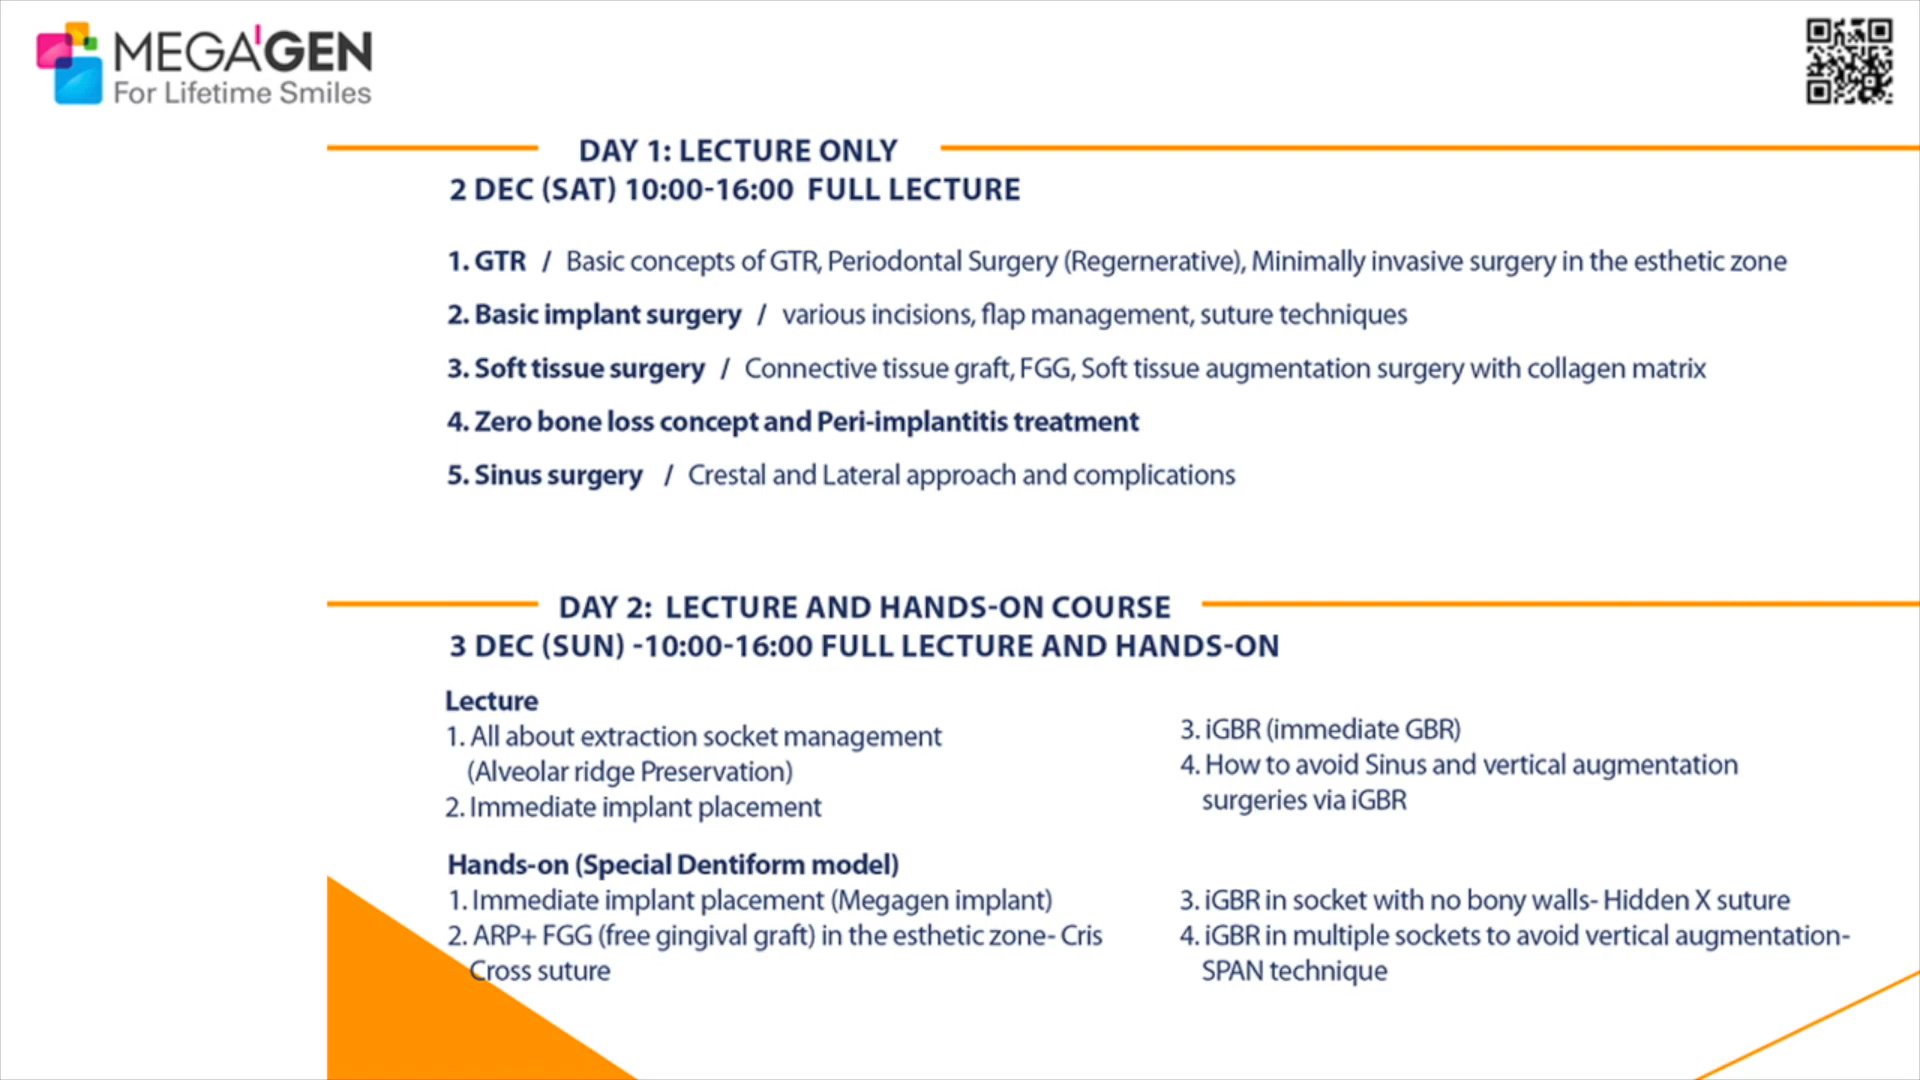 MEGA'GEN
For Lifetime Smiles
DAY 1: LECTURE ONLY
2 DEC (SAT) 10:00-16:00 FULL LECTURE
1. GTR / Basic concepts of GTR, Periodontal Surgery (Regernerative), Minimally invasive surgery in the esthetic zone
2. Basic implant surgery / various incisions, flap management, suture techniques
3. Soft tissue surgery / Connective tissue graft, FGG, Soft tissue augmentation surgery with collagen matrix
4. Zero bone loss concept and Peri-implantitis treatment
5. Sinus surgery / Crestal and Lateral approach and complications
DAY 2: LECTURE AND HANDS-ON COURSE
3 DEC (SUN) -10:00-16:00 FULL LECTURE AND HANDS-ON
Lecture
1. All about extraction socket management
(Alveolar ridge Preservation)
2. Immediate implant placement
3. iGBR (immediate GBR)
4. How to avoid Sinus and vertical augmentation
surgeries via iGBR
Hands-on (Special Dentiform model)
1. Immediate implant placement (Megagen implant)
2. ARP+ FGG (free gingival graft) in the esthetic zone- Cris
Cross suture
3. iGBR in socket with no bony walls- Hidden X suture
4. iGBR in multiple sockets to avoid vertical augmentation-
SPAN technique